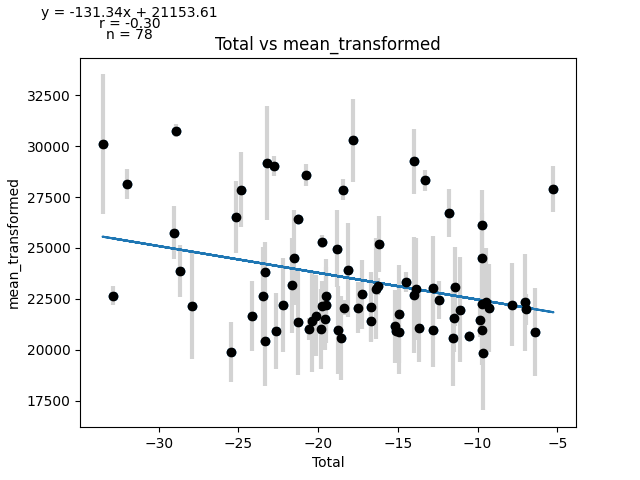 y = -131.34x + 21153.61
r = -0.30
n = 78
Total vs mean_transformed
32500
30000
27500
25000
22500
20000
17500
mean_transformed
−30
−25
−20
−15
−10
−5
Total